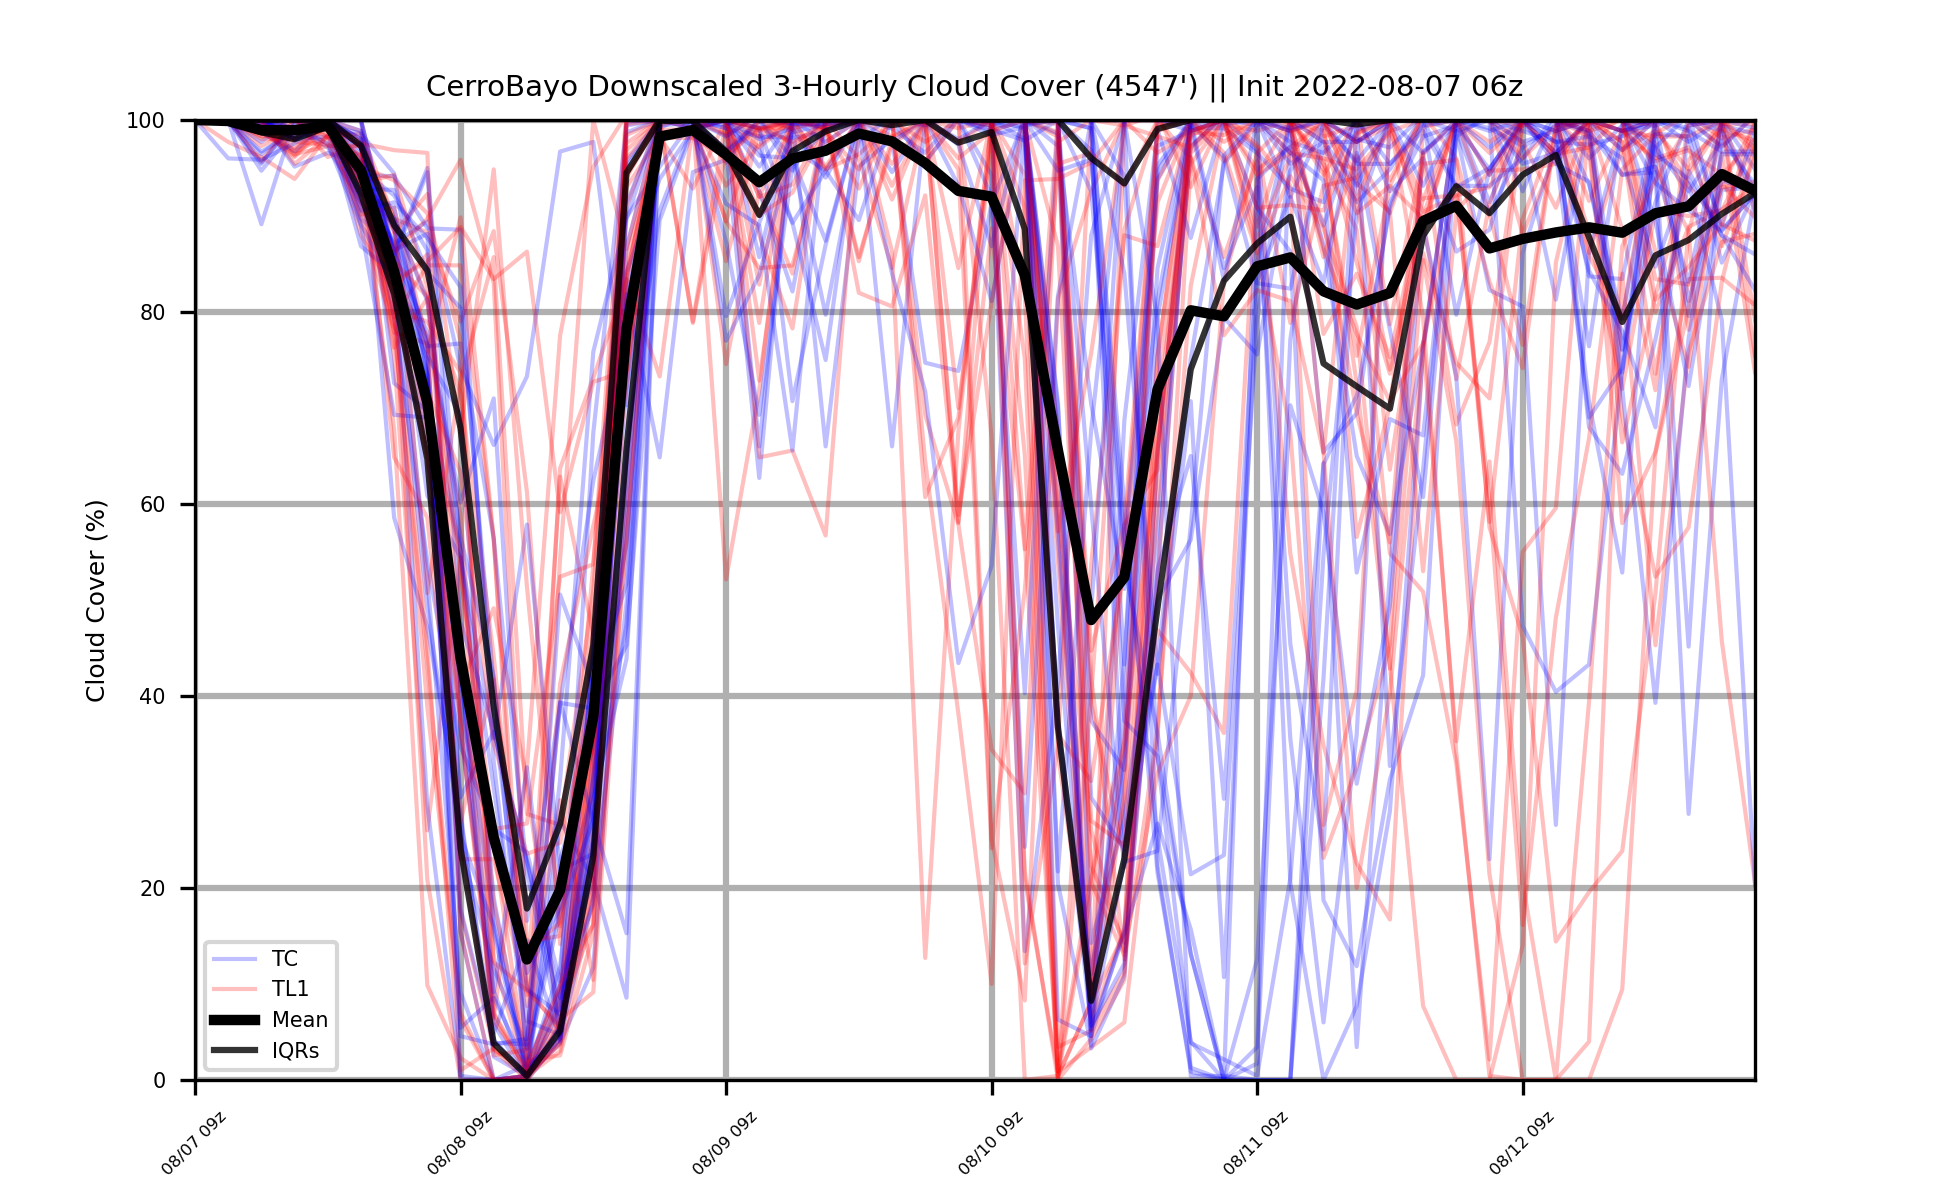 CerroBayo Downscaled 3-Hourly Cloud Cover (4547') || Init 2022-08-07 06z
Cloud Cover (%)
100
80
60
40
20
0
TC
TL1
Mean
IQRs
08/07 09z
08/08 09z
08/09 09z
08/10 09z
08/11 09z
08/12 09z